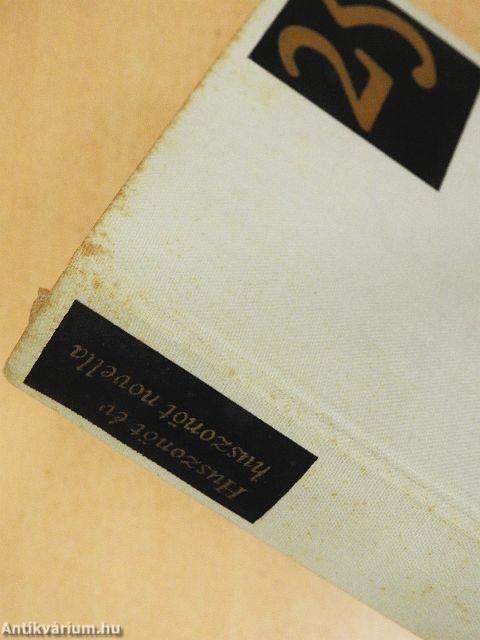 25
Huszonöt év
huszonöt novella
Antikvárium.hu